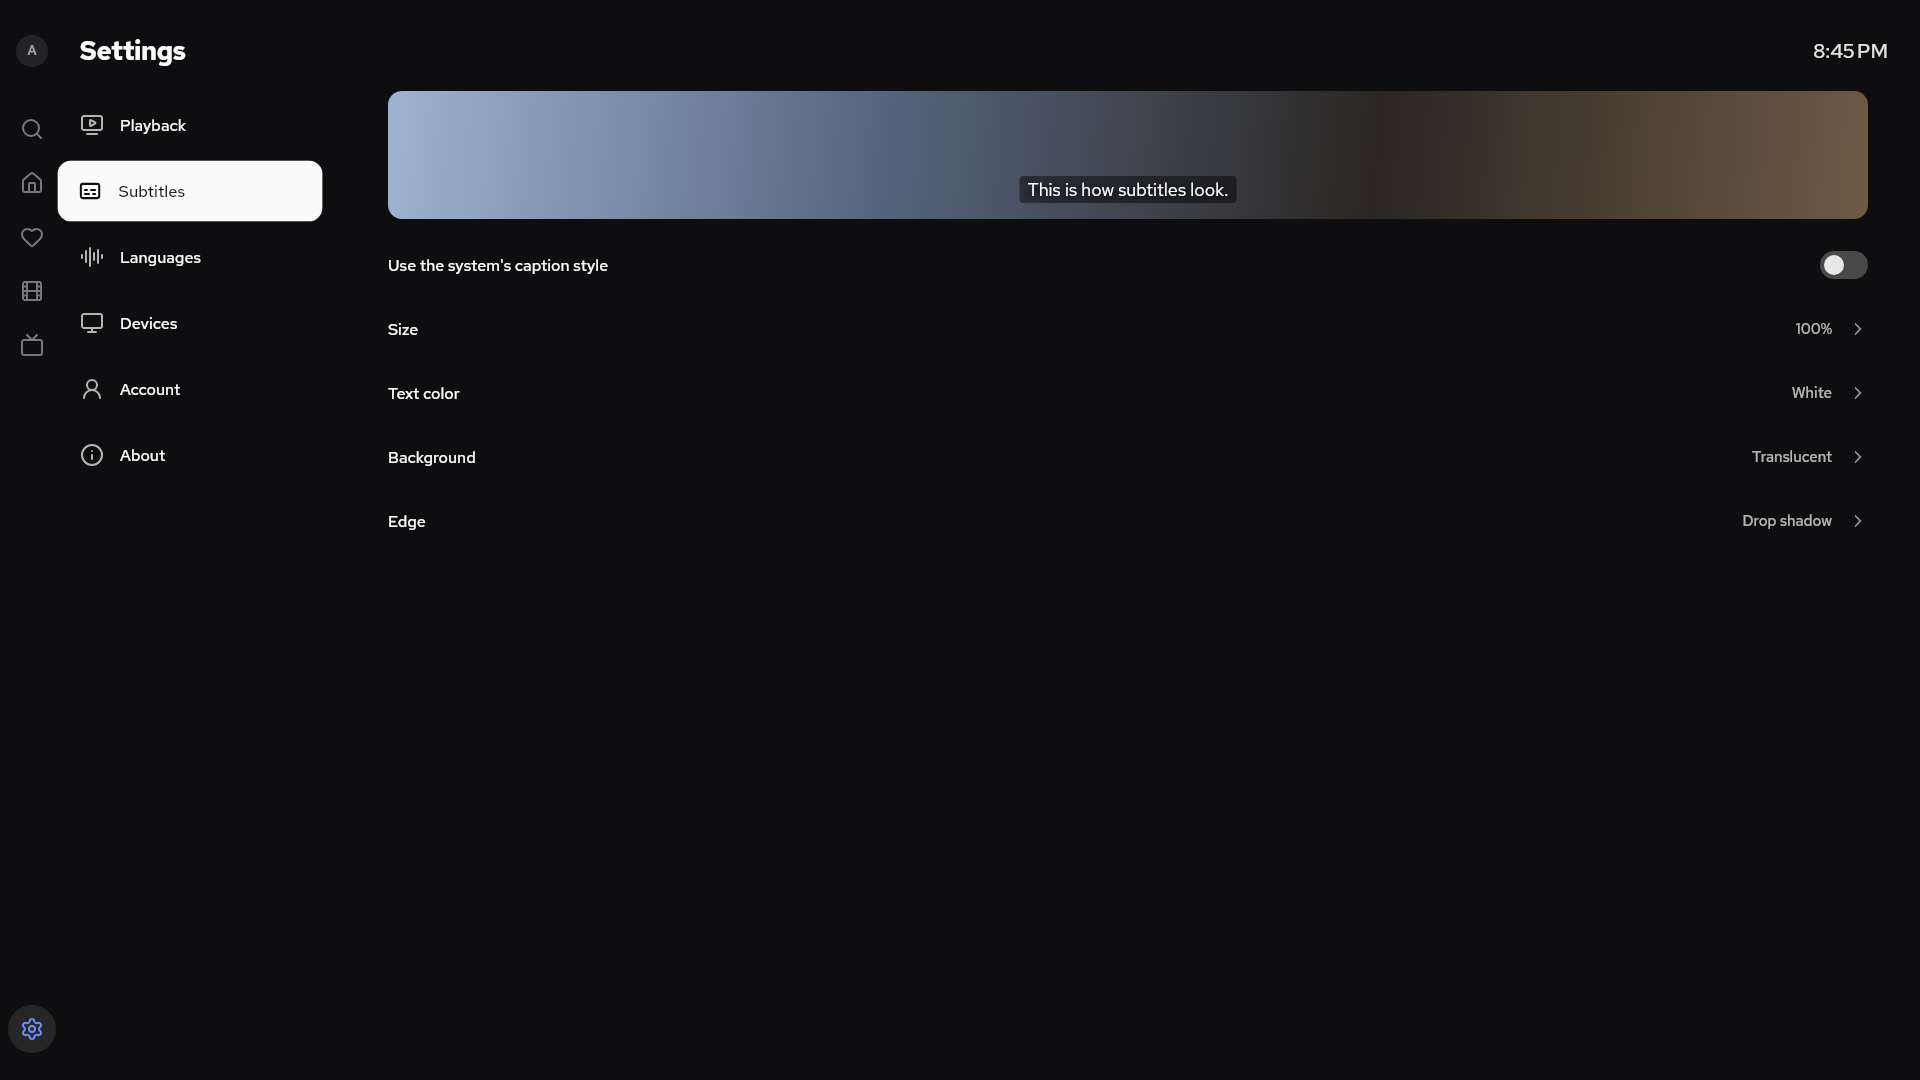 A
Settings
8:45 PM
Playback
Subtitles
Languages
Devices
Account
About
This is how subtitles look.
Use the system's caption style
Size
100%
Text color
White
Background
Translucent
Edge
Drop shadow